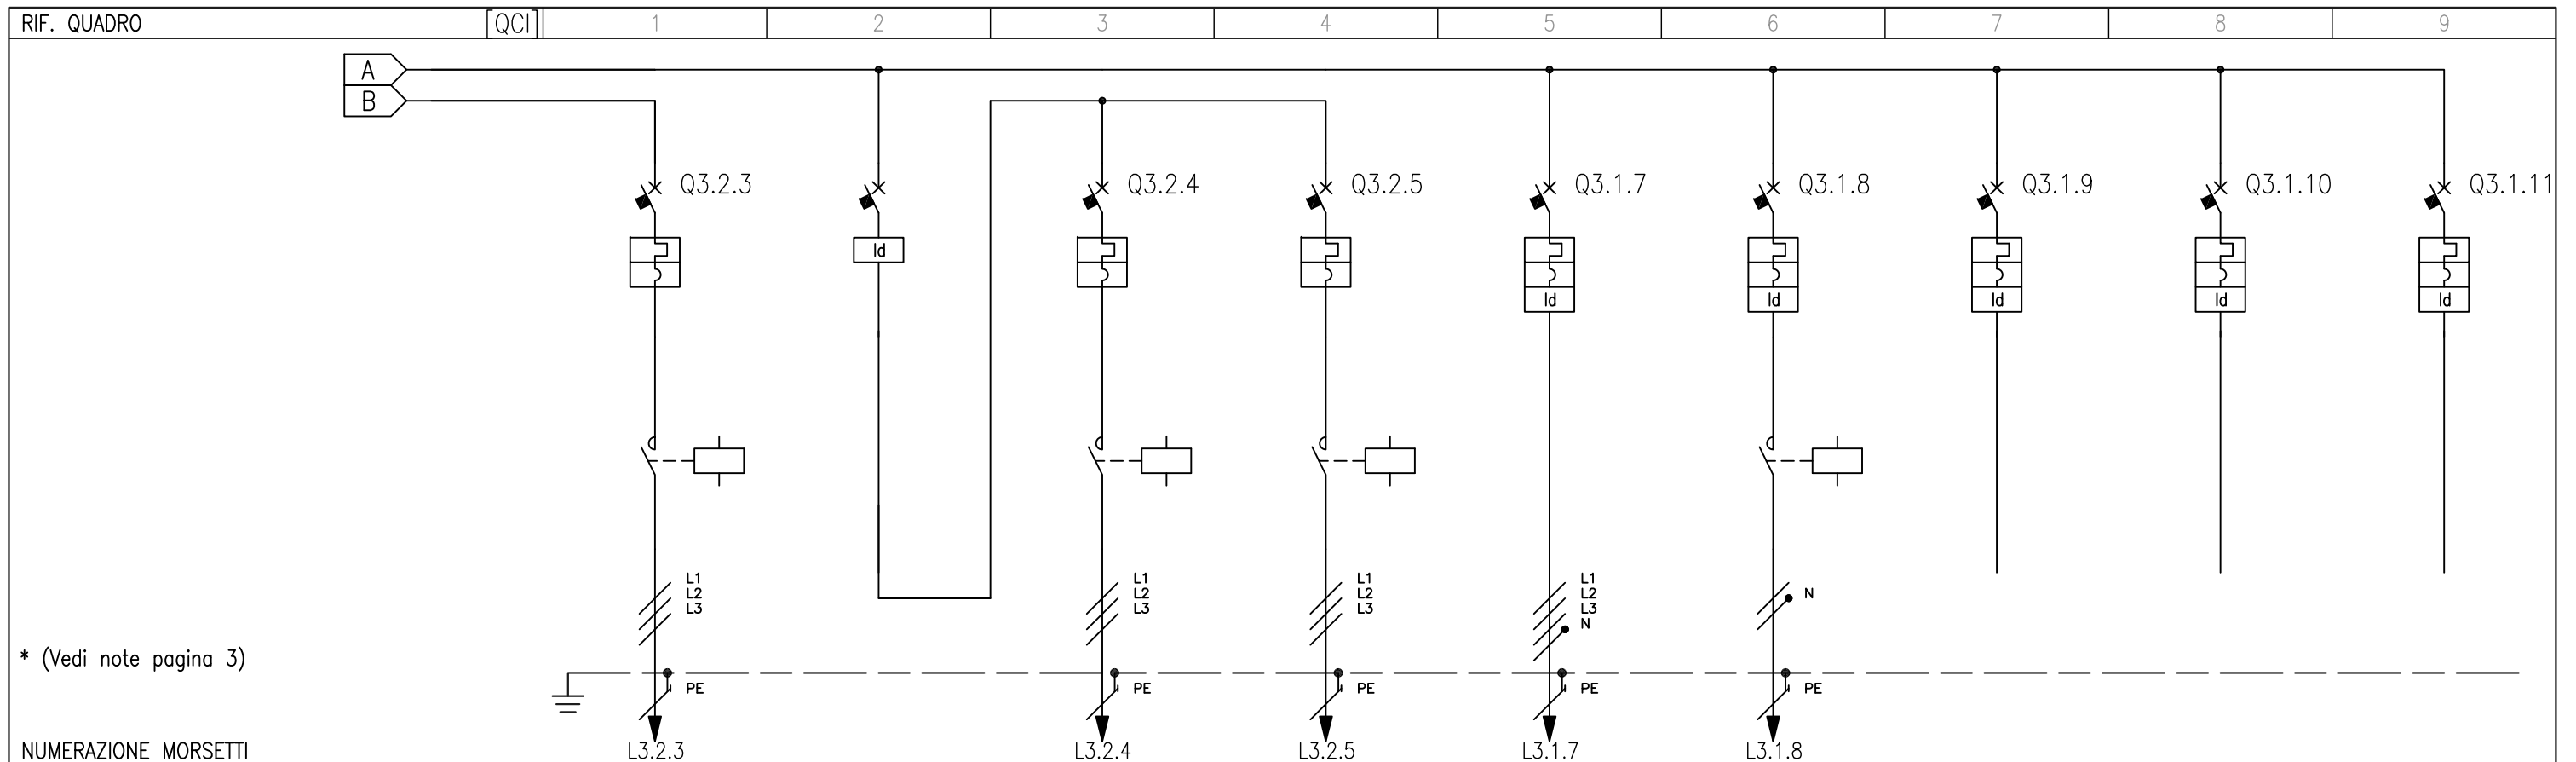 RIF. QUADRO [QCI] 1 2 3 4 5 6 7 8 9
A
B
Q3.2.3 Q3.2.4 Q3.2.5 Q3.1.7 Q3.1.8 Q3.1.9 Q3.1.10 Q3.1.11
Id
Id Id Id Id Id
L1 L1 L1 L1
L2 L2 L2 L2 N
L3 L3 L3 L3
N
* (Vedi note pagina 3)
PE PE PE PE PE
NUMERAZIONE MORSETTI L3.2.3 L3.2.4 L3.2.5 L3.1.7 L3.1.8